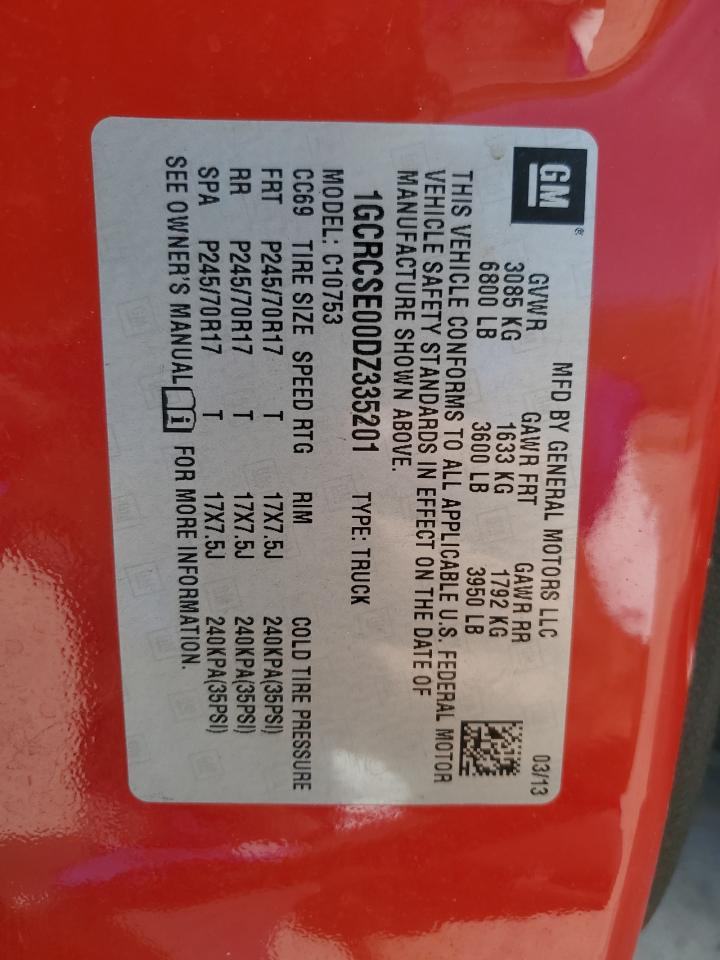 GM®
MFD BY GENERAL MOTORS LLC 03/13
GVWR GAWR FRT GAWR RR
3085 KG 1633 KG 1792 KG
6800 LB 3600 LB 3950 LB
THIS VEHICLE CONFORMS TO ALL APPLICABLE U.S. FEDERAL MOTOR
VEHICLE SAFETY STANDARDS IN EFFECT ON THE DATE OF
MANUFACTURE SHOWN ABOVE.
1GCRCSE00DZ335201 TYPE: TRUCK
MODEL: C10753
CC69 TIRE SIZE SPEED RTG RIM COLD TIRE PRESSURE
FRT P245/70R17 T 17X7.5J 240KPA(35PSI)
RR P245/70R17 T 17X7.5J 240KPA(35PSI)
SPA P245/70R17 T 17X7.5J 240KPA(35PSI)
SEE OWNER'S MANUAL i FOR MORE INFORMATION.